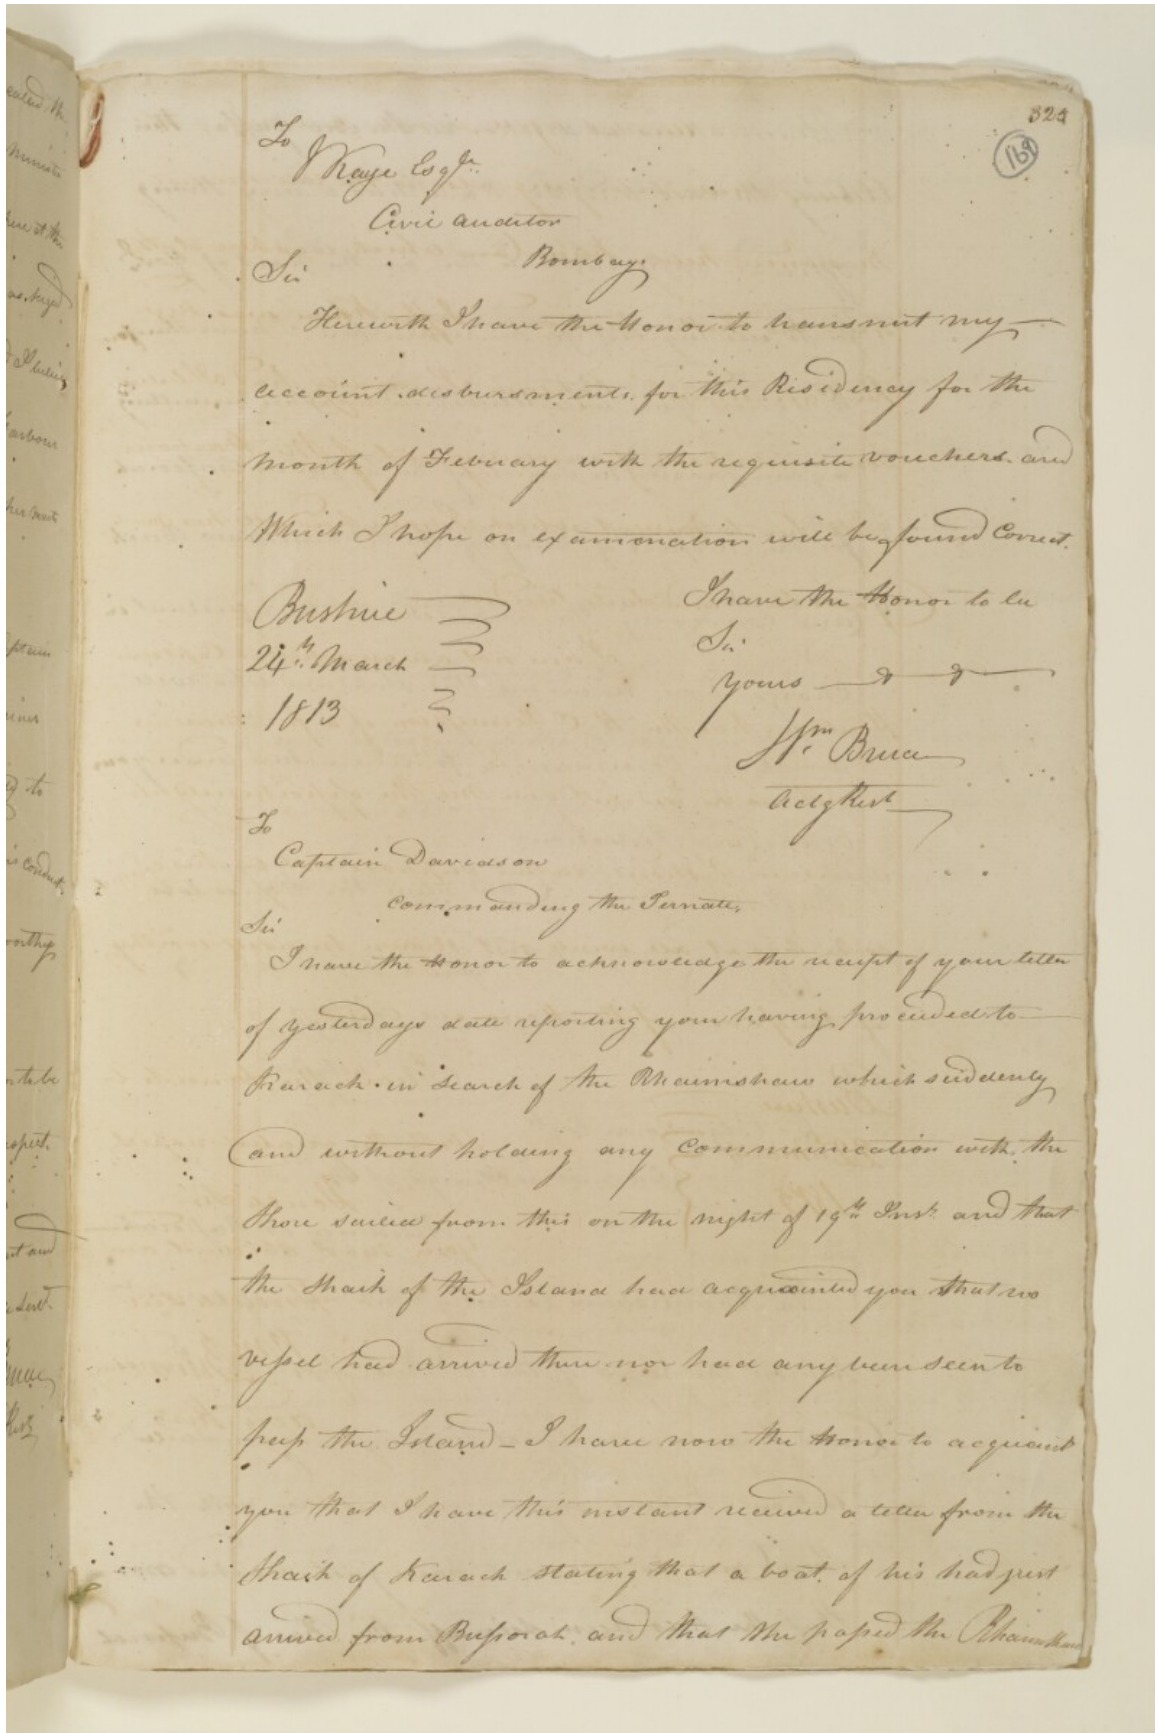 325
169
To
J Kaye Esqr.
Civil Auditor
Bombay.
Sir
Herewith I have the Honor to transmit my
account disbursments for this Residency for the
month of Febuary with the requisite vouchers and
Which I hope on examination will be found Correct.
I have the Honor to be
Bushire
Sir
24th March
yours
1813
Wm Bruce
Actg Rest
To
Captain Davidson
Commanding the Ternate,
Sir
I have the Honor to acknowledge the receipt of your letter
of yesterdays date reporting your having proceeded to
Karack in search of the Rhaimshaw which suddenly
and without holding any communication with the
Shore sailed from this on the night of 19th Inst. and that
the Shaik of the Island had acquainted you that no
vessel had arrived there nor had any been seen to
pass the Island - I have now the Honor to acquaint
you that I have this instant received a letter from the
Shaik of Karack stating that a boat of his had just
arrived from Bussorah and that she passed the Rhaimshaw